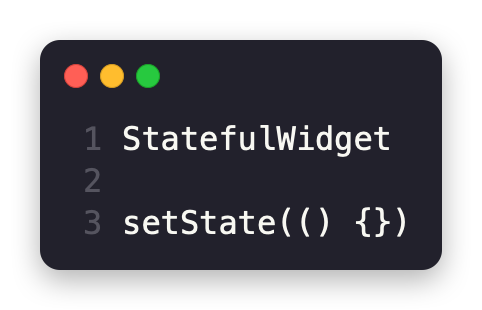 1 StatefulWidget
2
3 setState(() {})